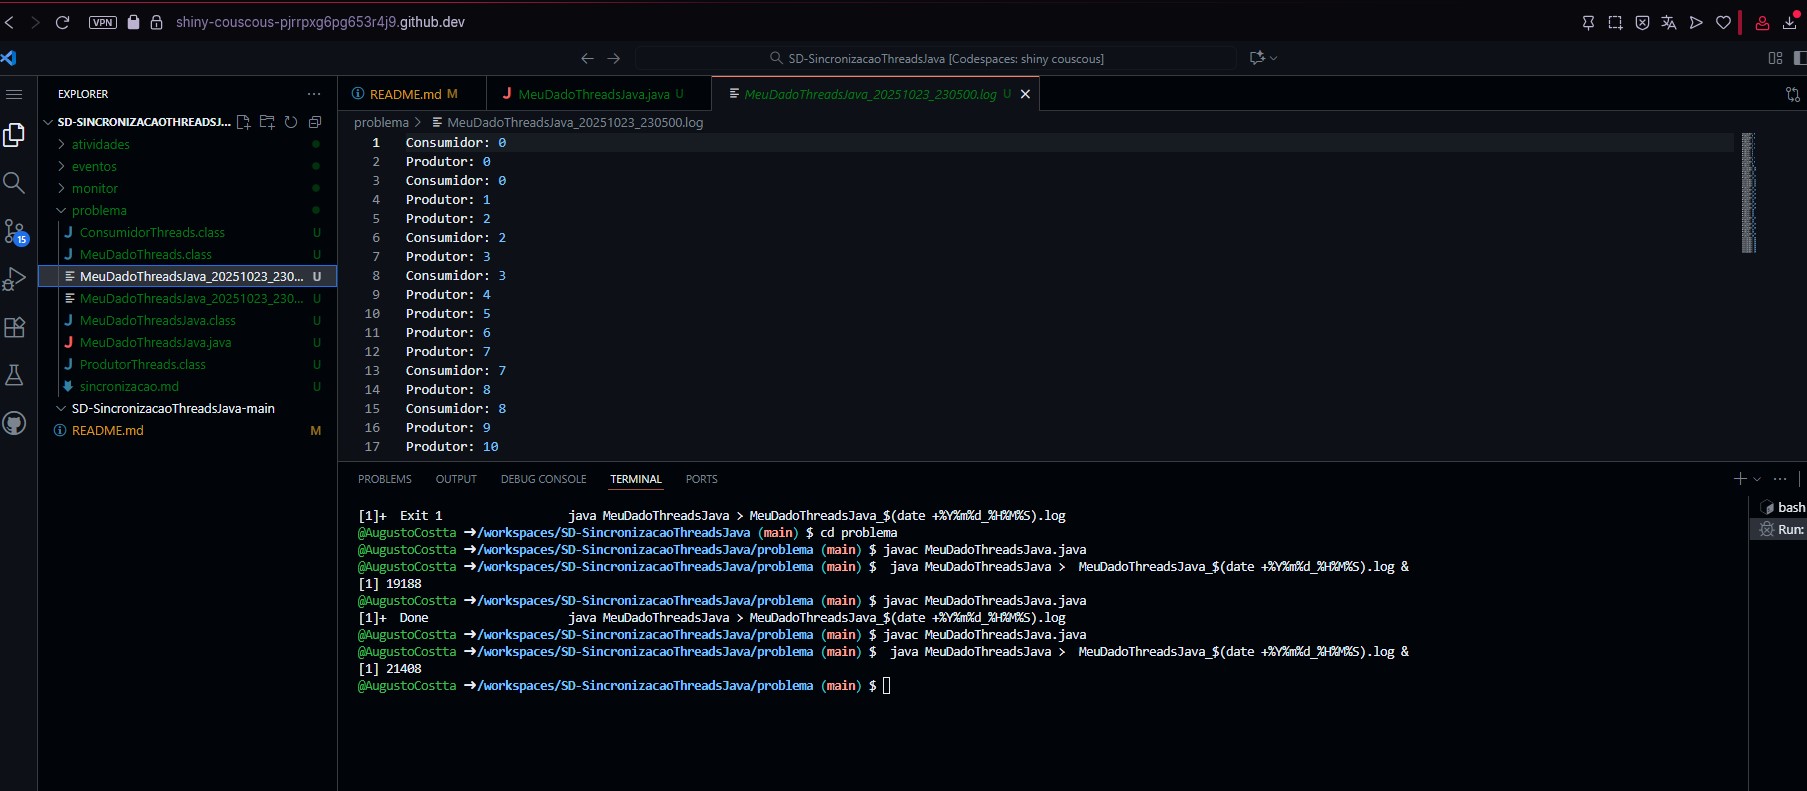 VPN shiny-couscous-pjrrpxg6pg653r4j9.github.dev
SD-SincronizacaoThreadsJava [Codespaces: shiny couscous]
EXPLORER
SD-SINCRONIZACAOTHREADSJ...
atividades
eventos
monitor
problema
ConsumidorThreads.class U
MeuDadoThreads.class U
MeuDadoThreadsJava_20251023_230... U
MeuDadoThreadsJava_20251023_230... U
MeuDadoThreadsJava.class U
MeuDadoThreadsJava.java U
ProdutorThreads.class U
sincronizacao.md U
SD-SincronizacaoThreadsJava-main
README.md M
15
README.md M
MeuDadoThreadsJava.java U
MeuDadoThreadsJava_20251023_230500.log U
problema > MeuDadoThreadsJava_20251023_230500.log
1 Consumidor: 0
2 Produtor: 0
3 Consumidor: 0
4 Produtor: 1
5 Produtor: 2
6 Consumidor: 2
7 Produtor: 3
8 Consumidor: 3
9 Produtor: 4
10 Produtor: 5
11 Produtor: 6
12 Produtor: 7
13 Consumidor: 7
14 Produtor: 8
15 Consumidor: 8
16 Produtor: 9
17 Produtor: 10
PROBLEMS OUTPUT DEBUG CONSOLE TERMINAL PORTS
[1]+ Exit 1 java MeuDadoThreadsJava > MeuDadoThreadsJava_$(date +%Y%m%d_%H%M%S).log
@AugustoCostta ➜/workspaces/SD-SincronizacaoThreadsJava (main) $ cd problema
@AugustoCostta ➜/workspaces/SD-SincronizacaoThreadsJava/problema (main) $ javac MeuDadoThreadsJava.java
@AugustoCostta ➜/workspaces/SD-SincronizacaoThreadsJava/problema (main) $ java MeuDadoThreadsJava > MeuDadoThreadsJava_$(date +%Y%m%d_%H%M%S).log &
[1] 19188
@AugustoCostta ➜/workspaces/SD-SincronizacaoThreadsJava/problema (main) $ javac MeuDadoThreadsJava.java
[1]+ Done java MeuDadoThreadsJava > MeuDadoThreadsJava_$(date +%Y%m%d_%H%M%S).log
@AugustoCostta ➜/workspaces/SD-SincronizacaoThreadsJava/problema (main) $ javac MeuDadoThreadsJava.java
@AugustoCostta ➜/workspaces/SD-SincronizacaoThreadsJava/problema (main) $ java MeuDadoThreadsJava > MeuDadoThreadsJava_$(date +%Y%m%d_%H%M%S).log &
[1] 21408
@AugustoCostta ➜/workspaces/SD-SincronizacaoThreadsJava/problema (main) $
bash
Run: